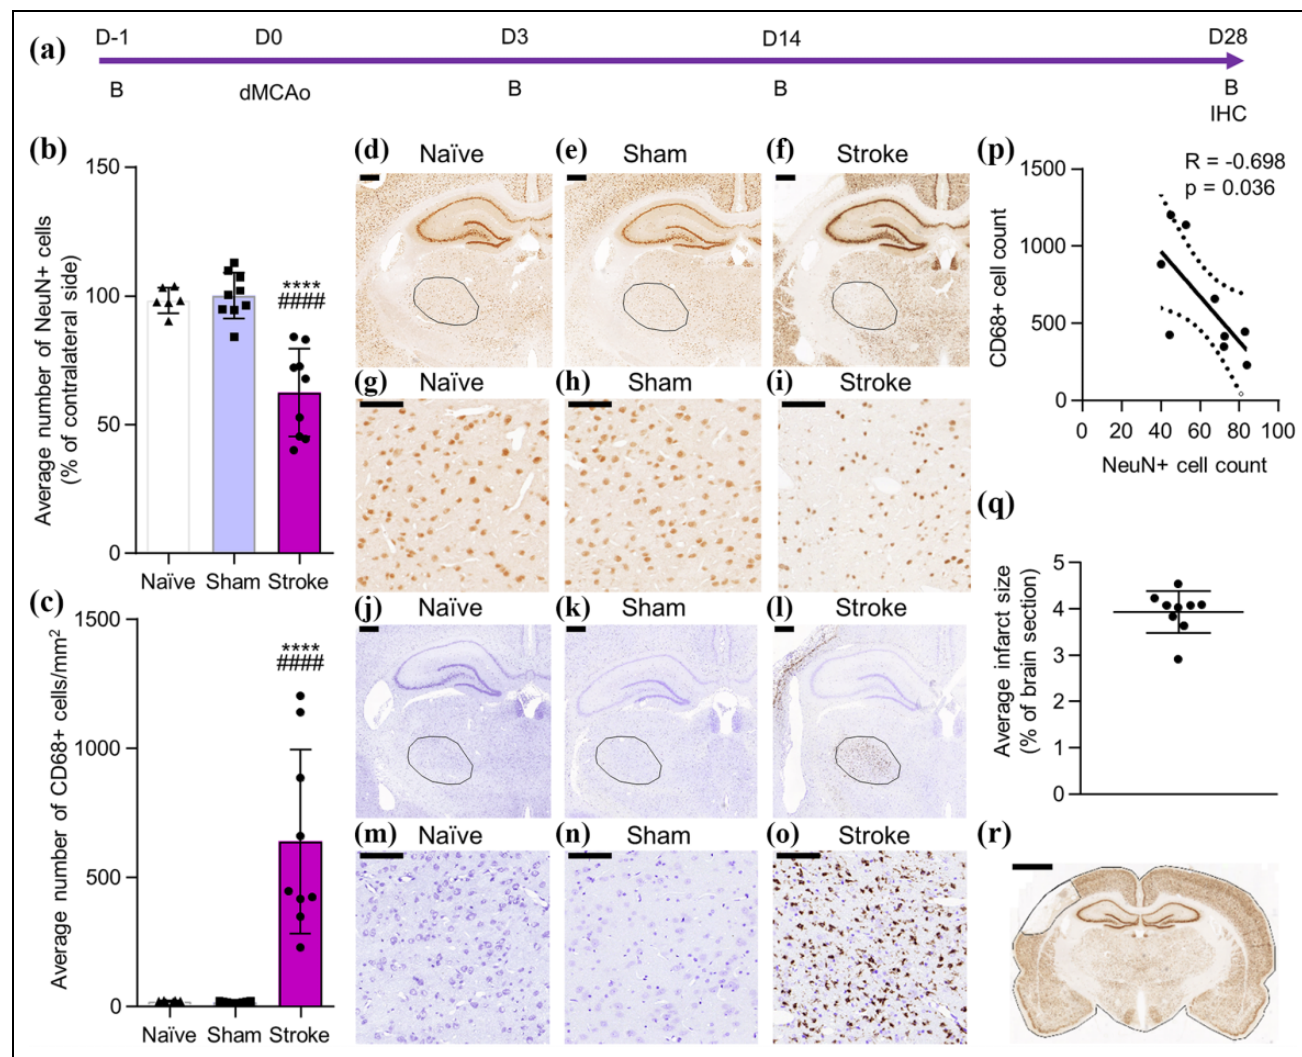 (a)
D-1 D0 D3 D14 D28
B dMCAo B B B
IHC
(b)
150
100
50
0
Average number of NeuN+ cells
(% of contralateral side)
****
####
Naïve Sham Stroke
(c)
1500
1000
500
0
Average number of CD68+ cells/mm²
****
####
Naïve Sham Stroke
(d) Naïve
(e) Sham
(f) Stroke
(g) Naïve
(h) Sham
(i) Stroke
(j) Naïve
(k) Sham
(l) Stroke
(m) Naïve
(n) Sham
(o) Stroke
(p)
R = -0.698
p = 0.036
1500
1000
500
0
CD68+ cell count
0 20 40 60 80 100
NeuN+ cell count
(q)
5
4
3
2
1
0
Average infarct size
(% of brain section)
(r)